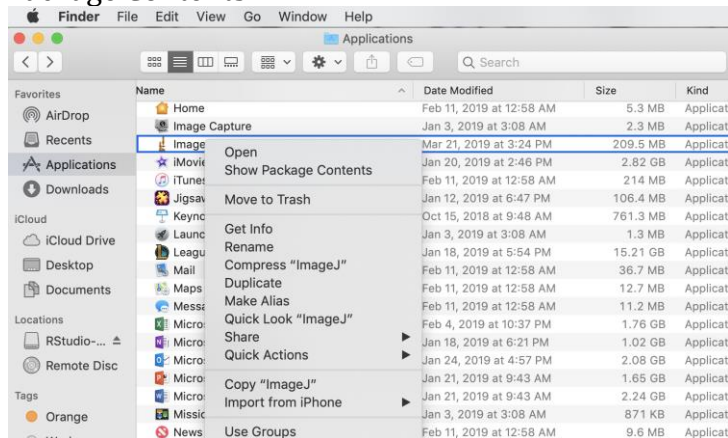 Finder File Edit View Go Window Help
Applications
Search
Favorites
AirDrop
Recents
Applications
Downloads
iCloud
iCloud Drive
Desktop
Documents
Locations
RStudio-...
Remote Disc
Tags
Orange
Name Date Modified Size Kind
Home Feb 11, 2019 at 12:58 AM 5.3 MB Applicat
Image Capture Jan 3, 2019 at 3:08 AM 2.3 MB Applicat
Image Mar 21, 2019 at 3:24 PM 209.5 MB Applicat
iMovie Jan 20, 2019 at 2:46 PM 2.82 GB Applicat
iTunes Feb 11, 2019 at 12:58 AM 214 MB Applicat
Jigsaw Jan 12, 2019 at 6:47 PM 106.4 MB Applicat
Keyno Oct 15, 2018 at 9:48 AM 761.3 MB Applicat
Launc Jan 3, 2019 at 3:08 AM 1.3 MB Applicat
Leagu Jan 18, 2019 at 5:54 PM 15.21 GB Applicat
Mail Feb 11, 2019 at 12:58 AM 36.7 MB Applicat
Maps Feb 11, 2019 at 12:58 AM 12.7 MB Applicat
Messa Feb 11, 2019 at 12:58 AM 11.2 MB Applicat
Micro Feb 4, 2019 at 10:37 PM 1.76 GB Applicat
Micro Jan 18, 2019 at 6:21 PM 1.02 GB Applicat
Micro Jan 24, 2019 at 4:57 PM 2.08 GB Applicat
Micro Jan 21, 2019 at 9:43 AM 1.65 GB Applicat
Micro Jan 21, 2019 at 9:43 AM 2.24 GB Applicat
Missic Jan 3, 2019 at 3:08 AM 871 KB Applicat
News Feb 11, 2019 at 12:58 AM 9.6 MB Applicat
Open
Show Package Contents
Move to Trash
Get Info
Rename
Compress “ImageJ”
Duplicate
Make Alias
Quick Look “ImageJ”
Share
Quick Actions
Copy “ImageJ”
Import from iPhone
Use Groups